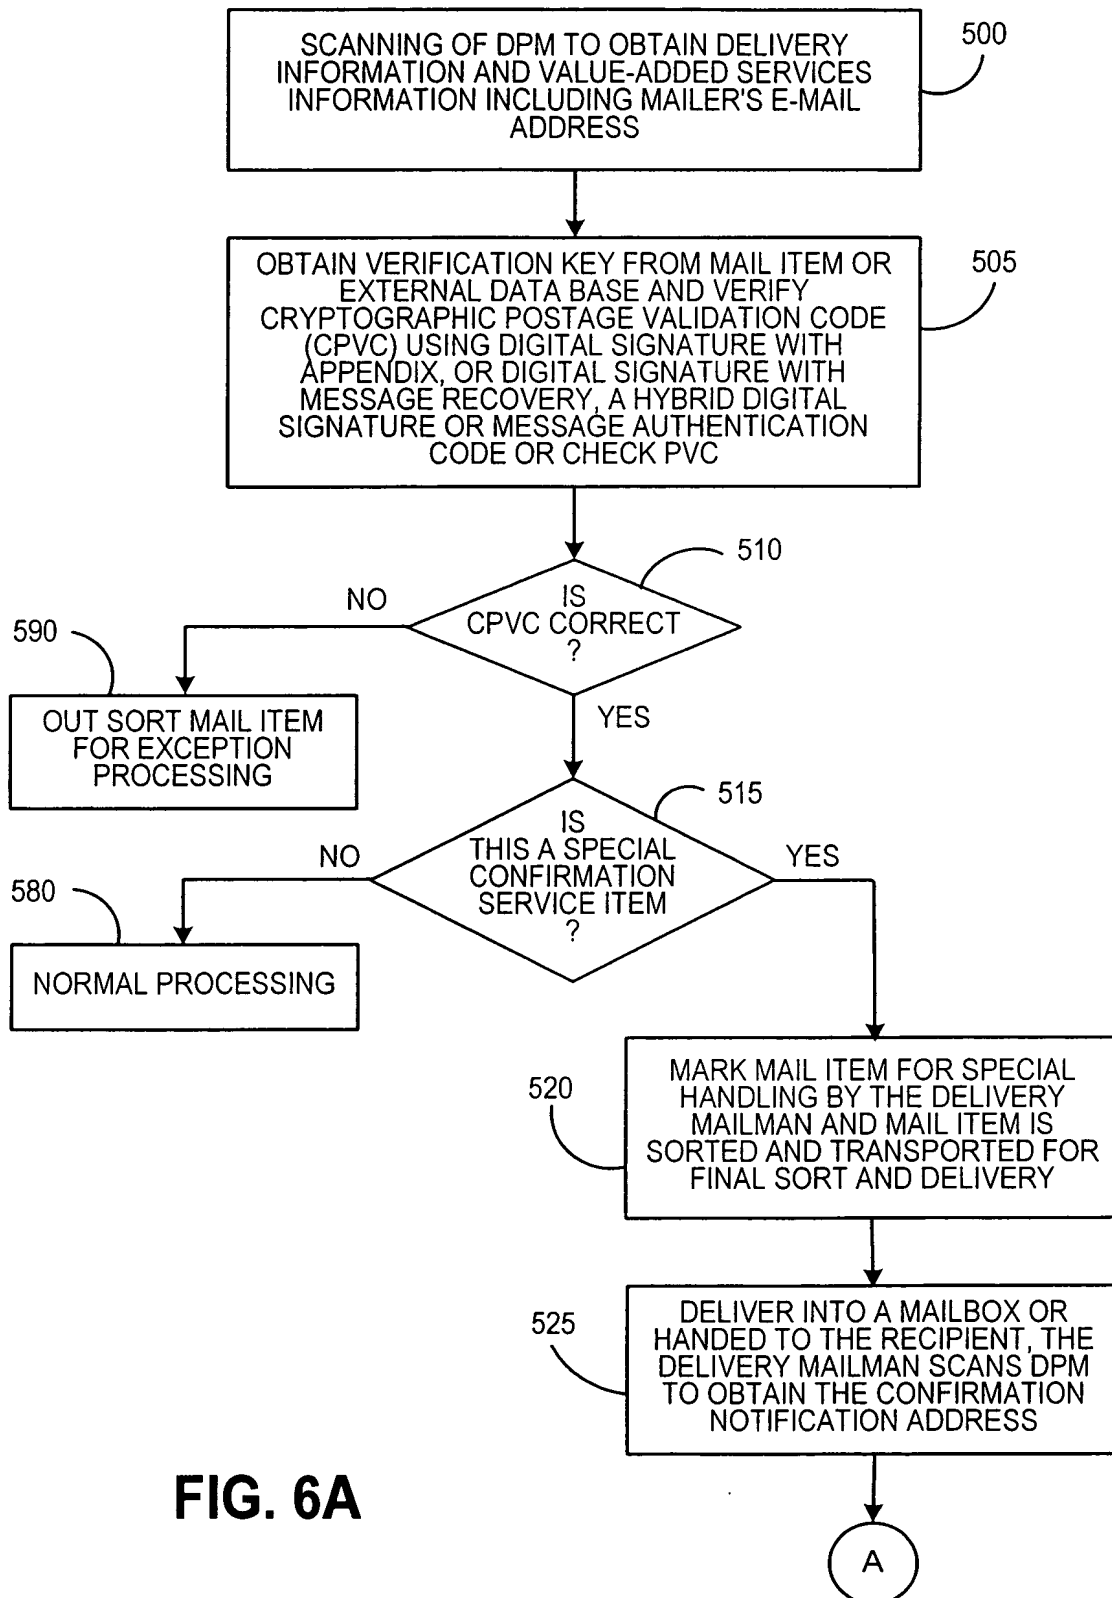 SCANNING OF DPM TO OBTAIN DELIVERY
INFORMATION AND VALUE-ADDED SERVICES
INFORMATION INCLUDING MAILER'S E-MAIL
ADDRESS
500
OBTAIN VERIFICATION KEY FROM MAIL ITEM OR
EXTERNAL DATA BASE AND VERIFY
CRYPTOGRAPHIC POSTAGE VALIDATION CODE
(CPVC) USING DIGITAL SIGNATURE WITH
APPENDIX, OR DIGITAL SIGNATURE WITH
MESSAGE RECOVERY, A HYBRID DIGITAL
SIGNATURE OR MESSAGE AUTHENTICATION
CODE OR CHECK PVC
505
IS
CPVC CORRECT
?
510
NO
YES
590
OUT SORT MAIL ITEM
FOR EXCEPTION
PROCESSING
IS
THIS A SPECIAL
CONFIRMATION
SERVICE ITEM
?
515
NO
YES
580
NORMAL PROCESSING
MARK MAIL ITEM FOR SPECIAL
HANDLING BY THE DELIVERY
MAILMAN AND MAIL ITEM IS
SORTED AND TRANSPORTED FOR
FINAL SORT AND DELIVERY
520
DELIVER INTO A MAILBOX OR
HANDED TO THE RECIPIENT, THE
DELIVERY MAILMAN SCANS DPM
TO OBTAIN THE CONFIRMATION
NOTIFICATION ADDRESS
525
A
FIG. 6A